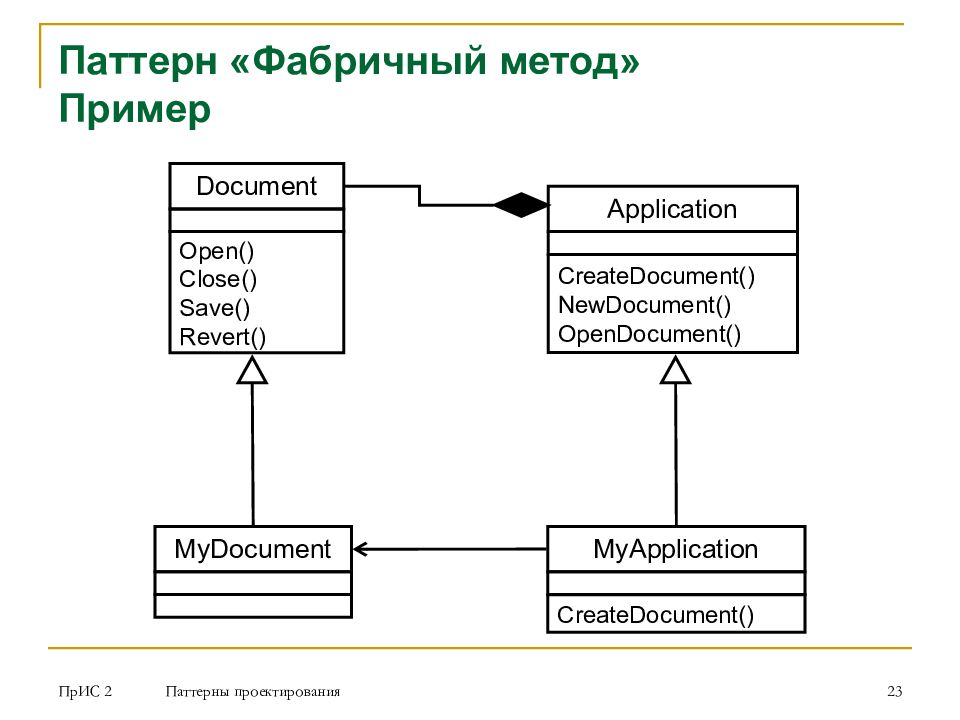 Паттерн «Фабричный метод»
Пример
Document
Open()
Close()
Save()
Revert()
Application
CreateDocument()
NewDocument()
OpenDocument()
MyDocument
MyApplication
CreateDocument()
ПрИС 2
Паттерны проектирования
23